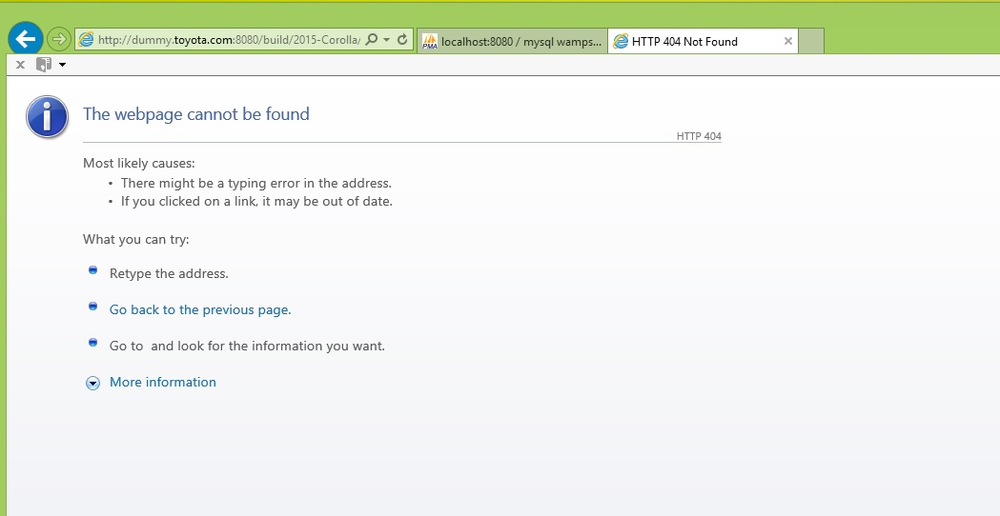 http://dummy.toyota.com:8080/build/2015-Corolla/
PMA
localhost:8080 / mysql wamps...
HTTP 404 Not Found
The webpage cannot be found
HTTP 404
Most likely causes:
• There might be a typing error in the address.
• If you clicked on a link, it may be out of date.
What you can try:
Retype the address.
Go back to the previous page.
Go to  and look for the information you want.
More information